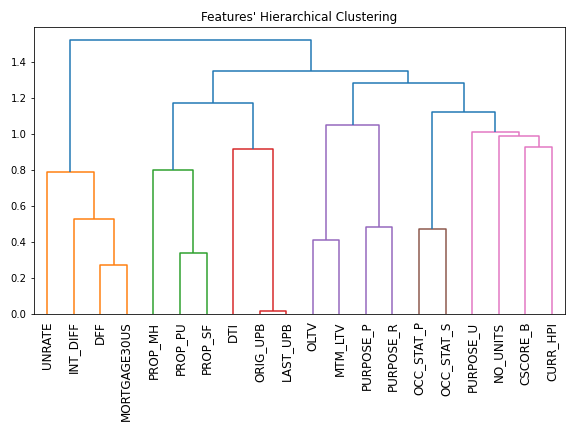 Features' Hierarchical Clustering
1.4
1.2
1.0
0.8
0.6
0.4
0.2
0.0
UNRATE
INT_DIFF
DFF
MORTGAGE30US
PROP_MH
PROP_PU
PROP_SF
DTI
ORIG_UPB
LAST_UPB
OLTV
MTM_LTV
PURPOSE_P
PURPOSE_R
OCC_STAT_P
OCC_STAT_S
PURPOSE_U
NO_UNITS
CSCORE_B
CURR_HPI